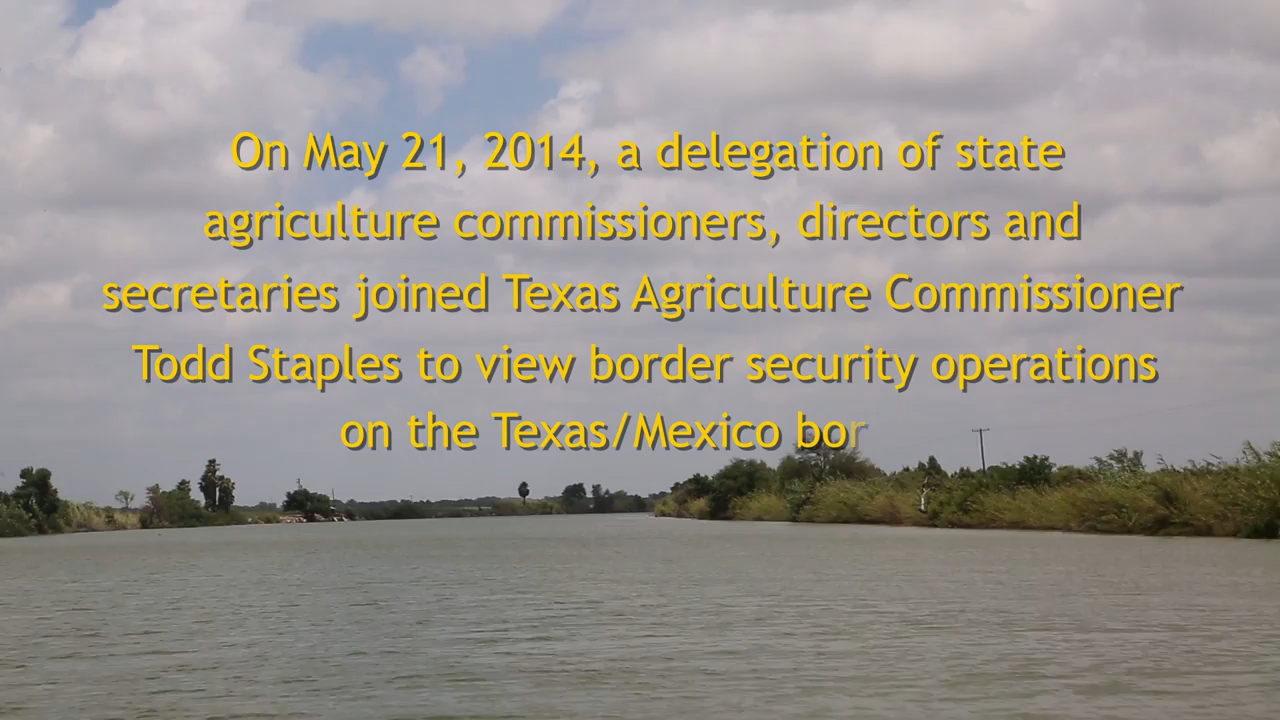 On May 21, 2014, a delegation of state
agriculture commissioners, directors and
secretaries joined Texas Agriculture Commissioner
Todd Staples to view border security operations
on the Texas/Mexico bor